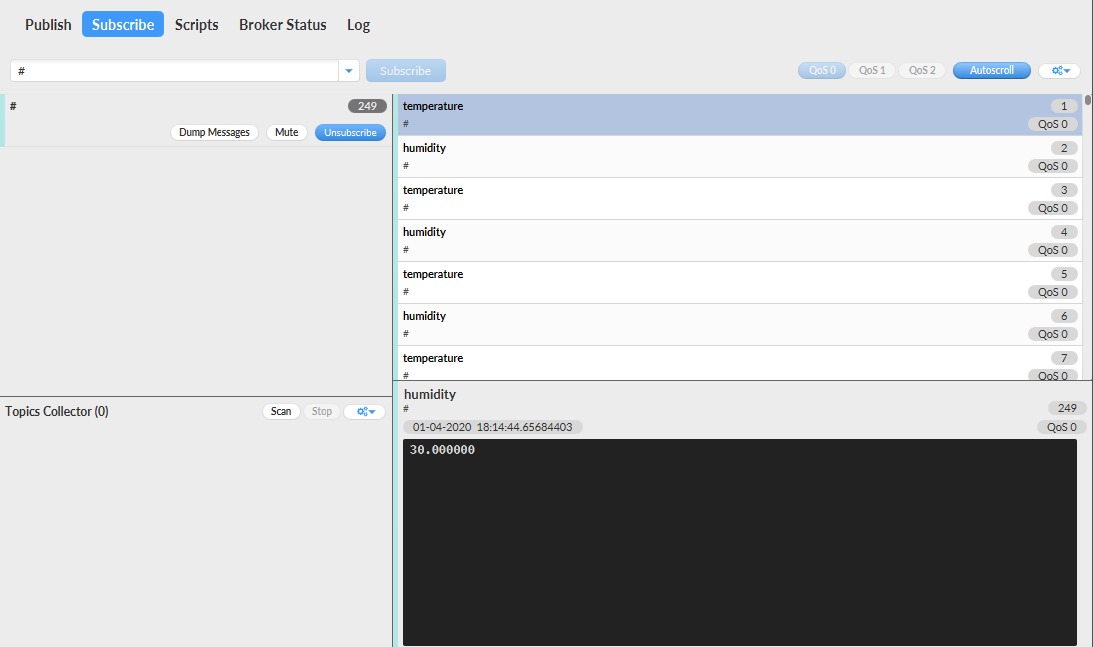 Publish Subscribe Scripts Broker Status Log
# Subscribe QoS 0 QoS 1 QoS 2 Autoscroll
# 249
Dump Messages Mute Unsubscribe
temperature 1
# QoS 0
humidity 2
# QoS 0
temperature 3
# QoS 0
humidity 4
# QoS 0
temperature 5
# QoS 0
humidity 6
# QoS 0
temperature 7
# QoS 0
Topics Collector (0) Scan Stop
humidity
# 249
01-04-2020 18:14:44.65684403 QoS 0
30.000000